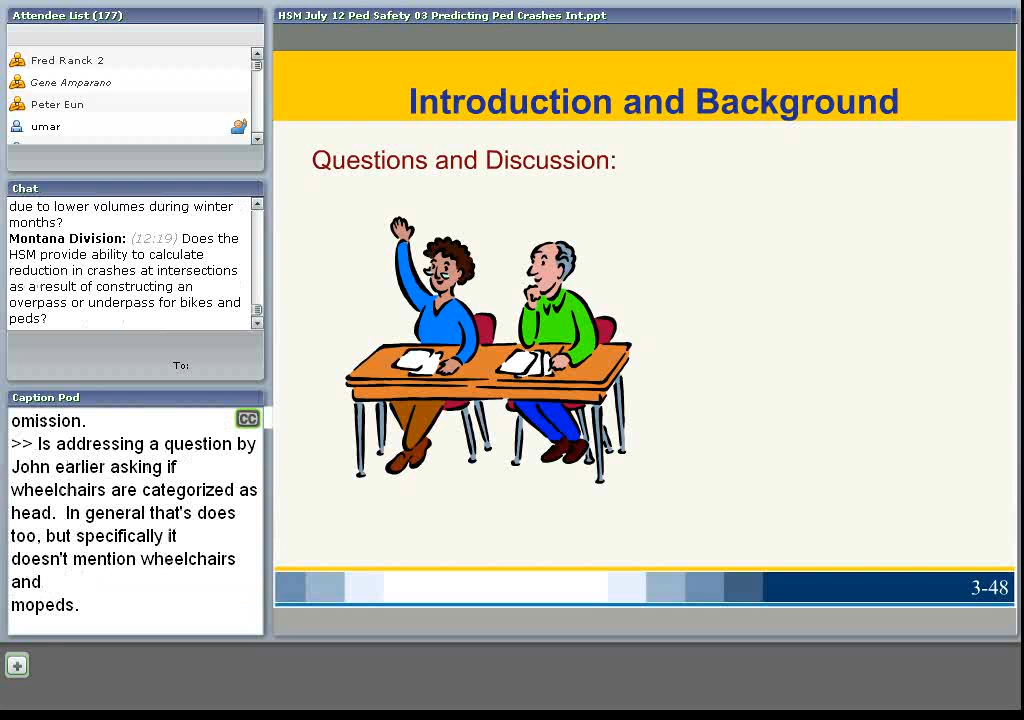 Attendee List (177)
Fred Ranck 2
Gene Amparano
Peter Eun
umar
Chat
due to lower volumes during winter
months?
Montana Division: (12:19) Does the
HSM provide ability to calculate
reduction in crashes at intersections
as a result of constructing an
overpass or underpass for bikes and
peds?
To:
Caption Pod
omission.
CC
>> Is addressing a question by
John earlier asking if
wheelchairs are categorized as
head. In general that's does
too, but specifically it
doesn't mention wheelchairs
and
mopeds.
HSM July 12 Ped Safety 03 Predicting Ped Crashes Int.ppt
Introduction and Background
Questions and Discussion:
3-48